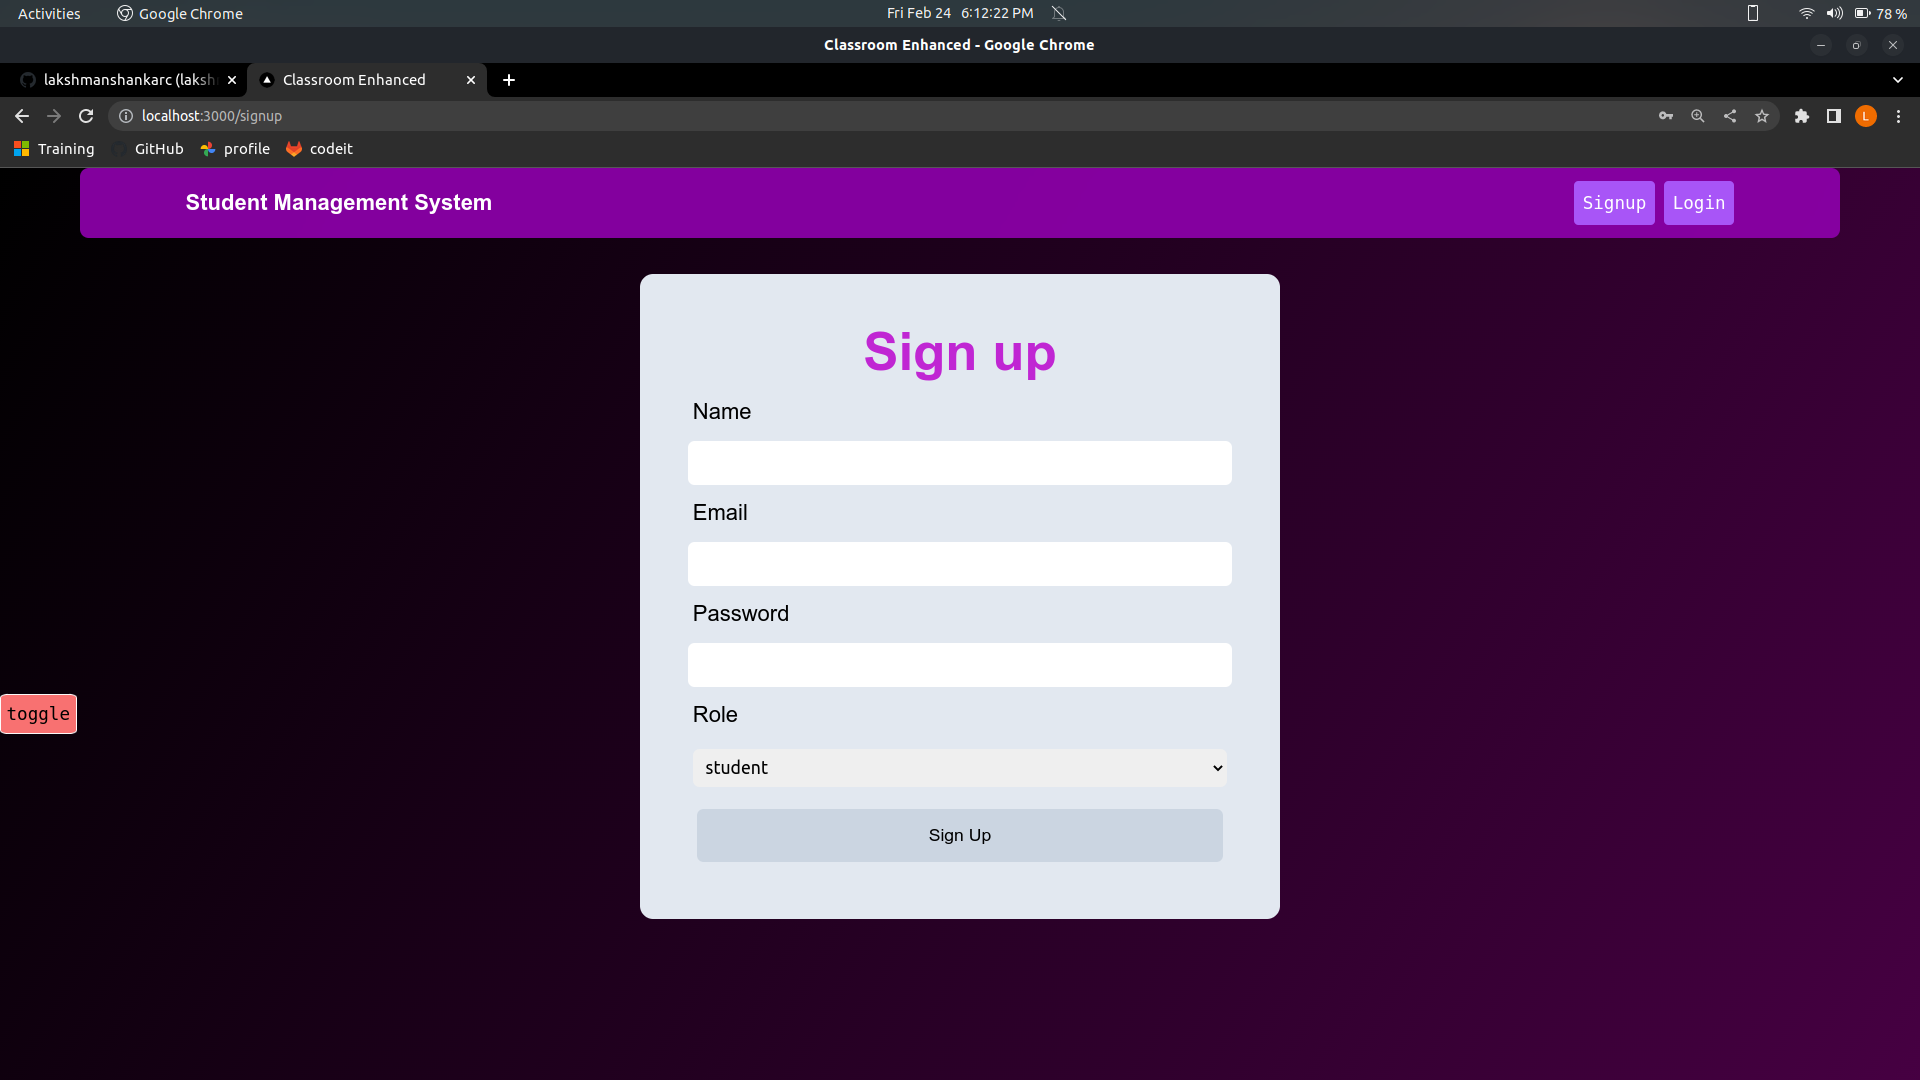 Activities Google Chrome Fri Feb 24 6:12:22 PM 78 %
Classroom Enhanced - Google Chrome
lakshmanshankarc (laksh Classroom Enhanced
localhost:3000/signup L
Training GitHub profile codeit
Student Management System Signup Login
Sign up
Name
Email
Password
toggle
Role
student
Sign Up